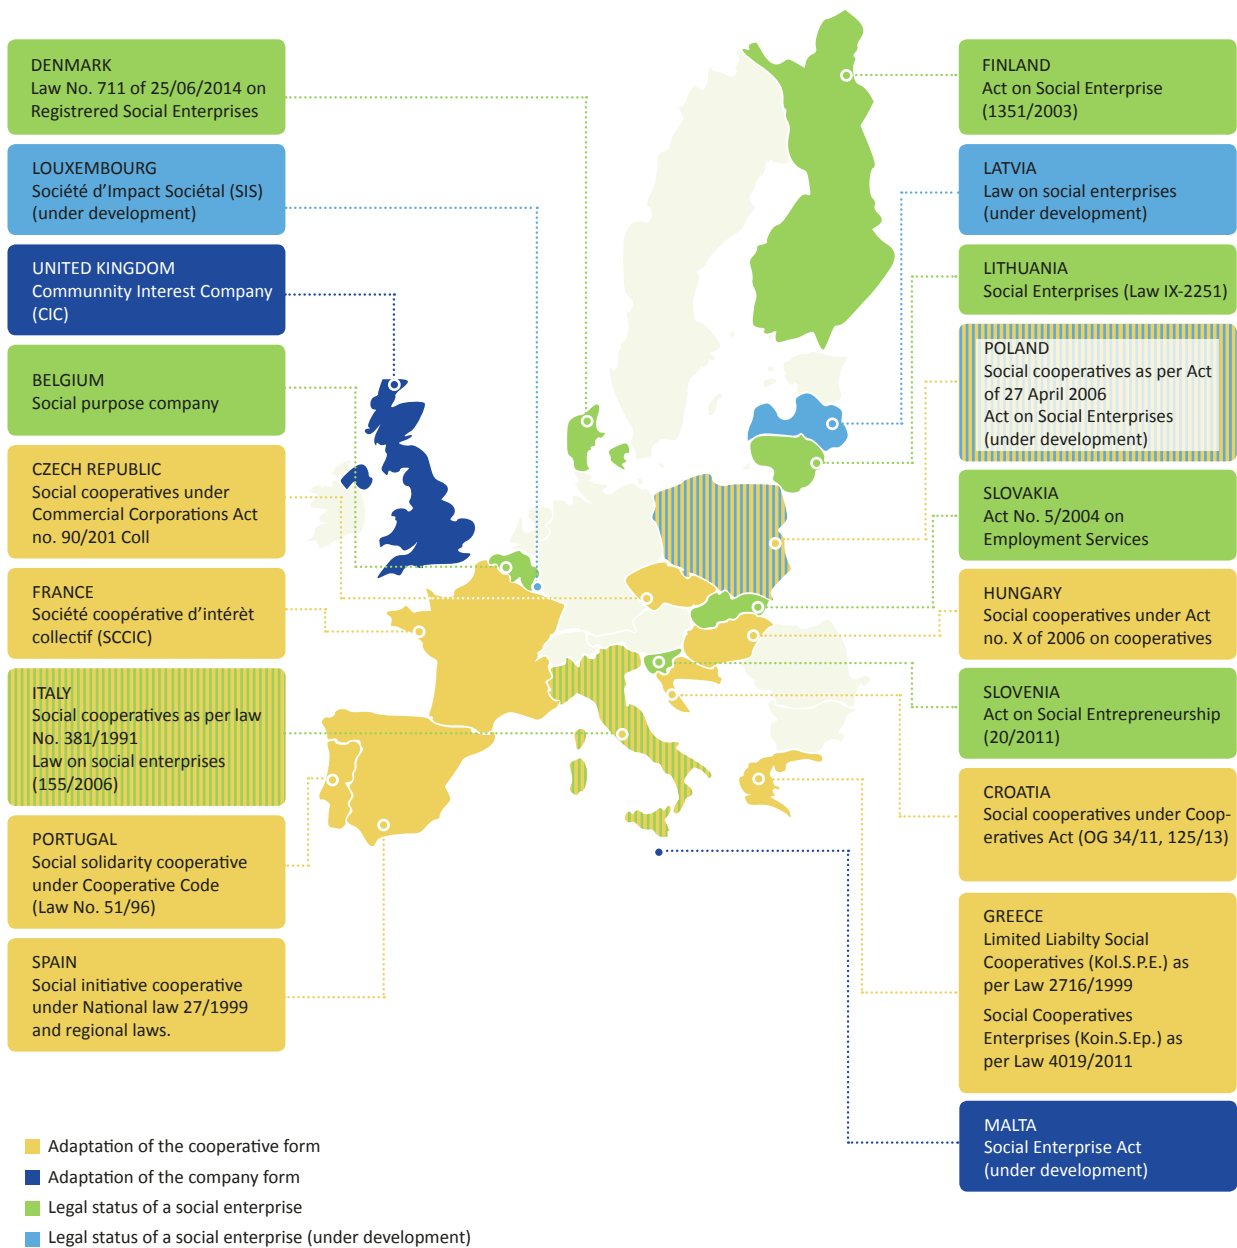 DENMARK
Law No. 711 of 25/06/2014 on
Registrered Social Enterprises
LOUXEMBOURG
Société d'Impact Sociétal (SIS)
(under development)
UNITED KINGDOM
Communnity Interest Company
(CIC)
BELGIUM
Social purpose company
CZECH REPUBLIC
Social cooperatives under
Commercial Corporations Act
no. 90/201 Coll
FRANCE
Société coopérative d'intérèt
collectif (SCCIC)
ITALY
Social cooperatives as per law
No. 381/1991
Law on social enterprises
(155/2006)
PORTUGAL
Social solidarity cooperative
under Cooperative Code
(Law No. 51/96)
SPAIN
Social initiative cooperative
under National law 27/1999
and regional laws.
FINLAND
Act on Social Enterprise
(1351/2003)
LATVIA
Law on social enterprises
(under development)
LITHUANIA
Social Enterprises (Law IX-2251)
POLAND
Social cooperatives as per Act
of 27 April 2006
Act on Social Enterprises
(under development)
SLOVAKIA
Act No. 5/2004 on
Employment Services
HUNGARY
Social cooperatives under Act
no. X of 2006 on cooperatives
SLOVENIA
Act on Social Entrepreneurship
(20/2011)
CROATIA
Social cooperatives under Coop-
eratives Act (OG 34/11, 125/13)
GREECE
Limited Liabilty Social
Cooperatives (Kol.S.P.E.) as
per Law 2716/1999
Social Cooperatives
Enterprises (Koin.S.Ep.) as
per Law 4019/2011
MALTA
Social Enterprise Act
(under development)
Adaptation of the cooperative form
Adaptation of the company form
Legal status of a social enterprise
Legal status of a social enterprise (under development)